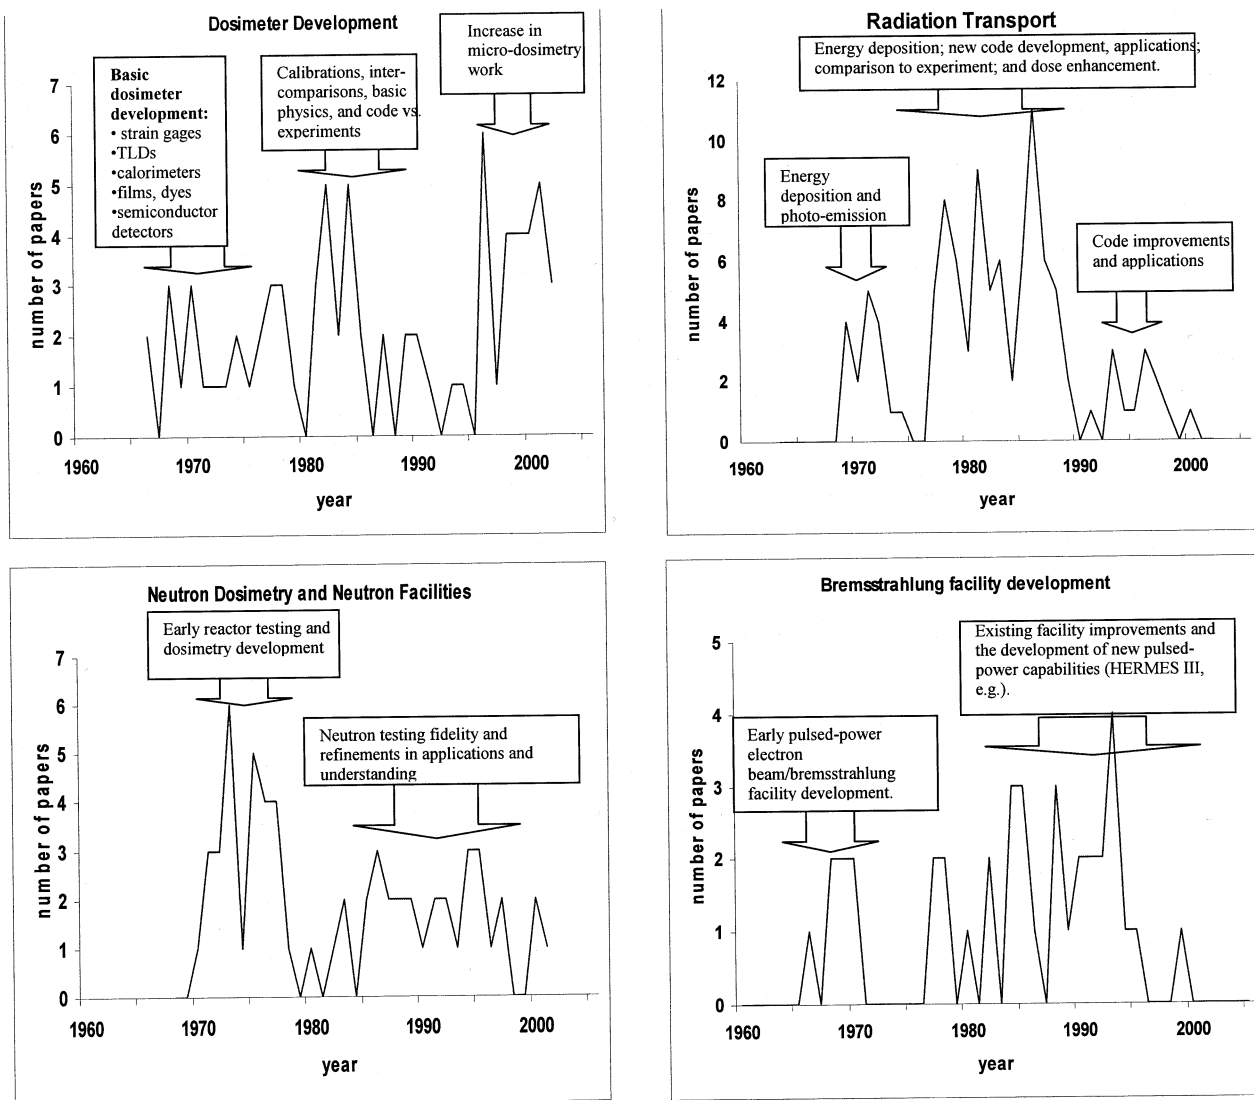 Dosimeter Development
Increase in
micro-dosimetry
work
Basic
dosimeter
development:
• strain gages
•TLDs
•calorimeters
•films, dyes
•semiconductor
detectors
Calibrations, inter-
comparisons, basic
physics, and code vs.
experiments
number of papers
7
6
5
4
3
2
1
0
1960
1970
1980
1990
2000
year
Radiation Transport
Energy deposition; new code development, applications;
comparison to experiment; and dose enhancement.
Energy
deposition and
photo-emission
Code improvements
and applications
number of papers
12
10
8
6
4
2
0
1960
1970
1980
1990
2000
year
Neutron Dosimetry and Neutron Facilities
Early reactor testing and
dosimetry development
Neutron testing fidelity and
refinements in applications and
understanding
number of papers
7
6
5
4
3
2
1
0
1960
1970
1980
1990
2000
year
Bremsstrahlung facility development
Existing facility improvements and
the development of new pulsed-
power capabilities (HERMES III,
e.g.).
Early pulsed-power
electron
beam/bremsstrahlung
facility development.
number of papers
5
4
3
2
1
0
1960
1970
1980
1990
2000
year